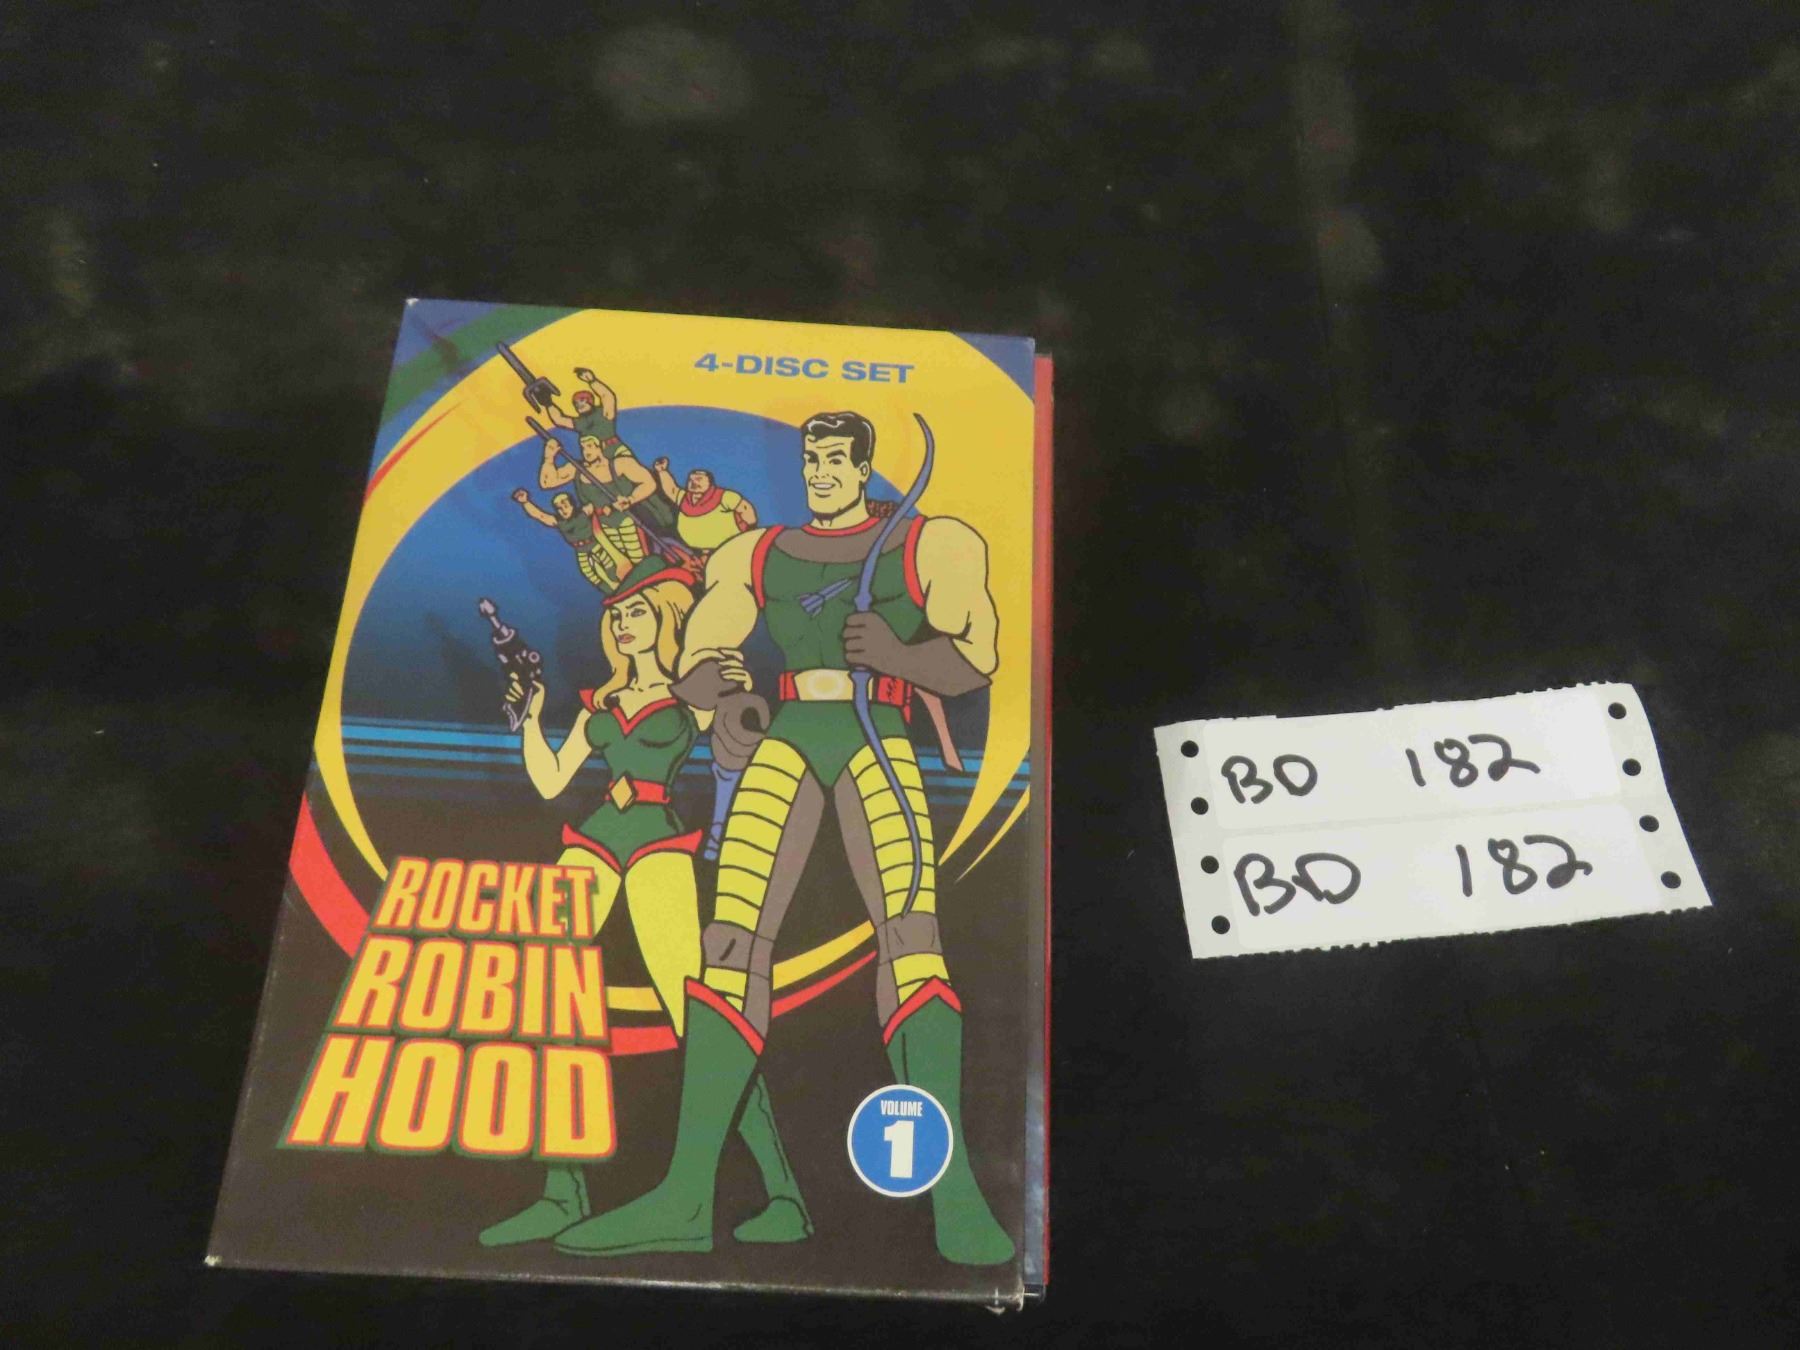 4-DISC SET
ROCKET
ROBIN
HOOD
VOLUME
1
BD 182
BD 182